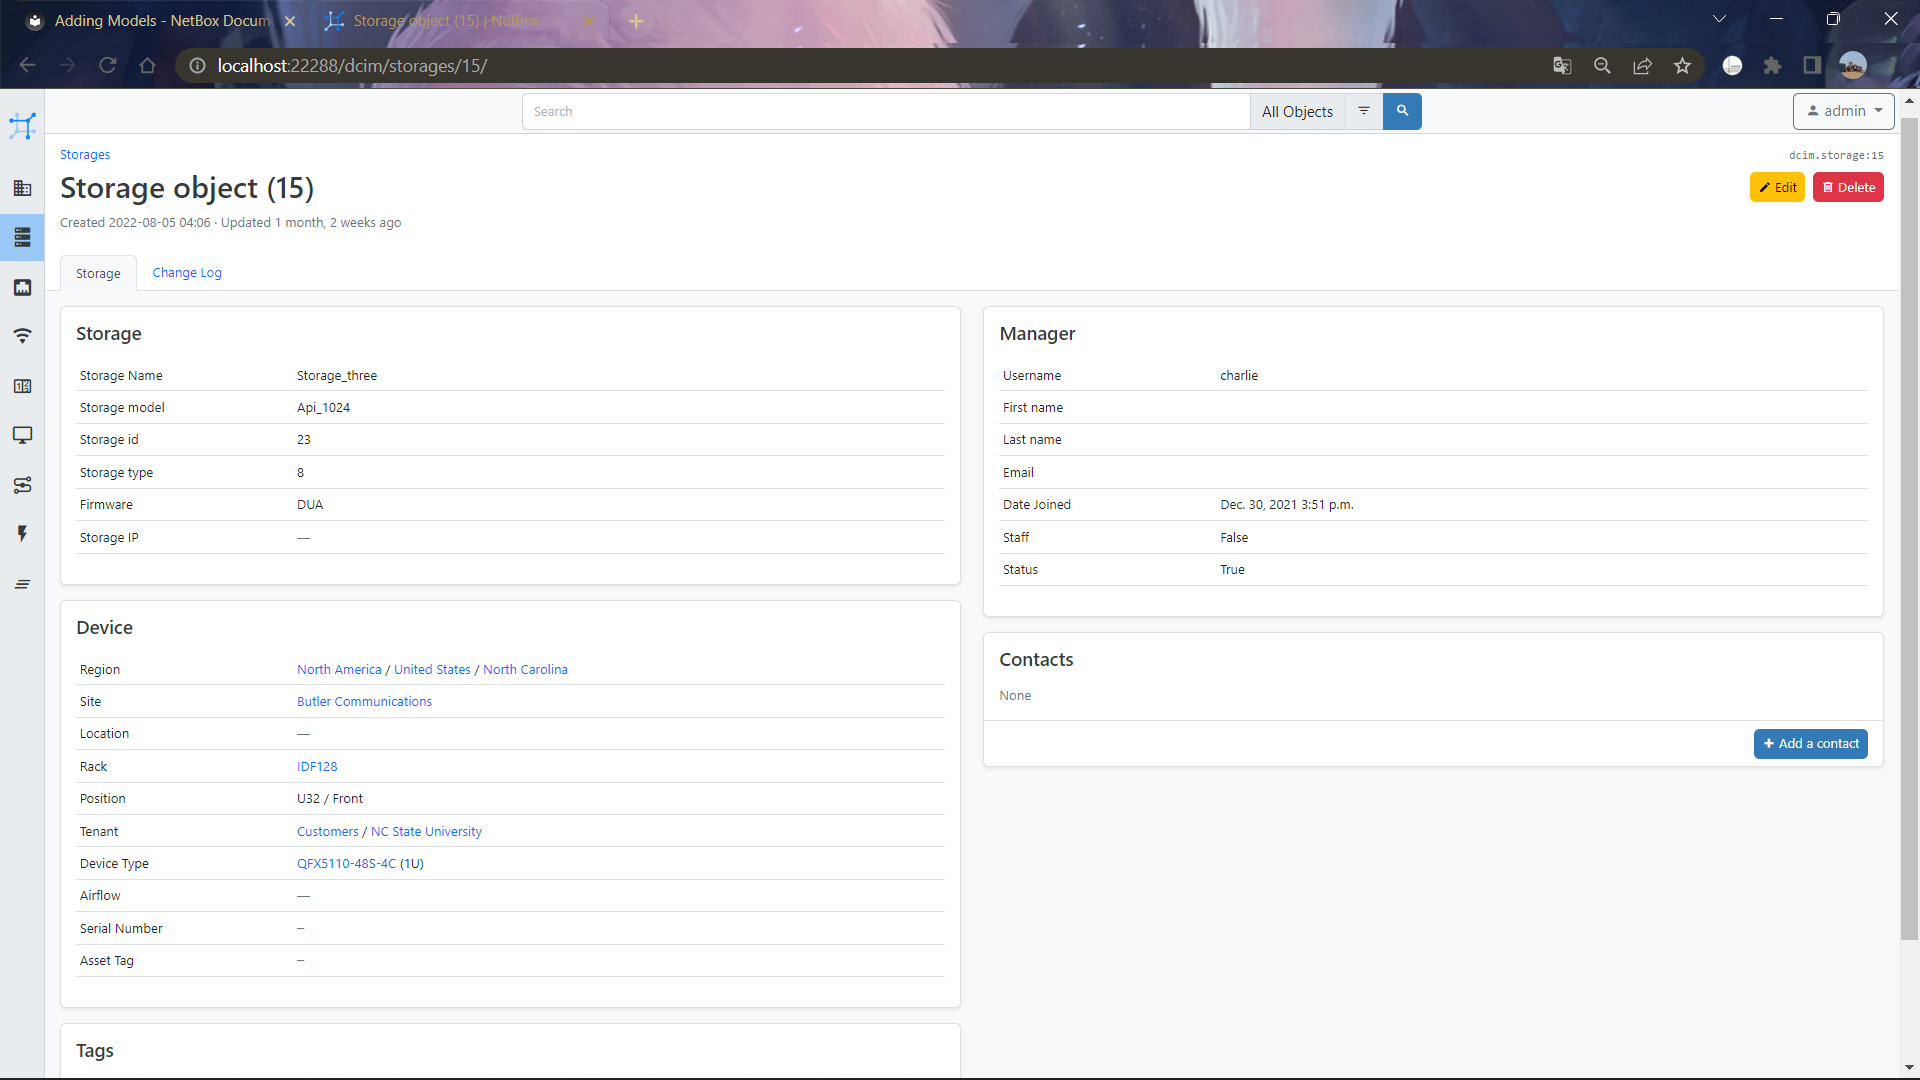 Adding Models - NetBox Docum
Storage object (15) | NetBox
localhost:22288/dcim/storages/15/
Search
All Objects
admin
Storages
dcim.storage:15
Storage object (15)
Edit
Delete
Created 2022-08-05 04:06 · Updated 1 month, 2 weeks ago
Storage
Change Log
Storage
Storage Name Storage_three
Storage model Api_1024
Storage id 23
Storage type 8
Firmware DUA
Storage IP —
Device
Region North America / United States / North Carolina
Site Butler Communications
Location —
Rack IDF128
Position U32 / Front
Tenant Customers / NC State University
Device Type QFX5110-48S-4C (1U)
Airflow —
Serial Number –
Asset Tag –
Tags
Manager
Username charlie
First name
Last name
Email
Date Joined Dec. 30, 2021 3:51 p.m.
Staff False
Status True
Contacts
None
+ Add a contact